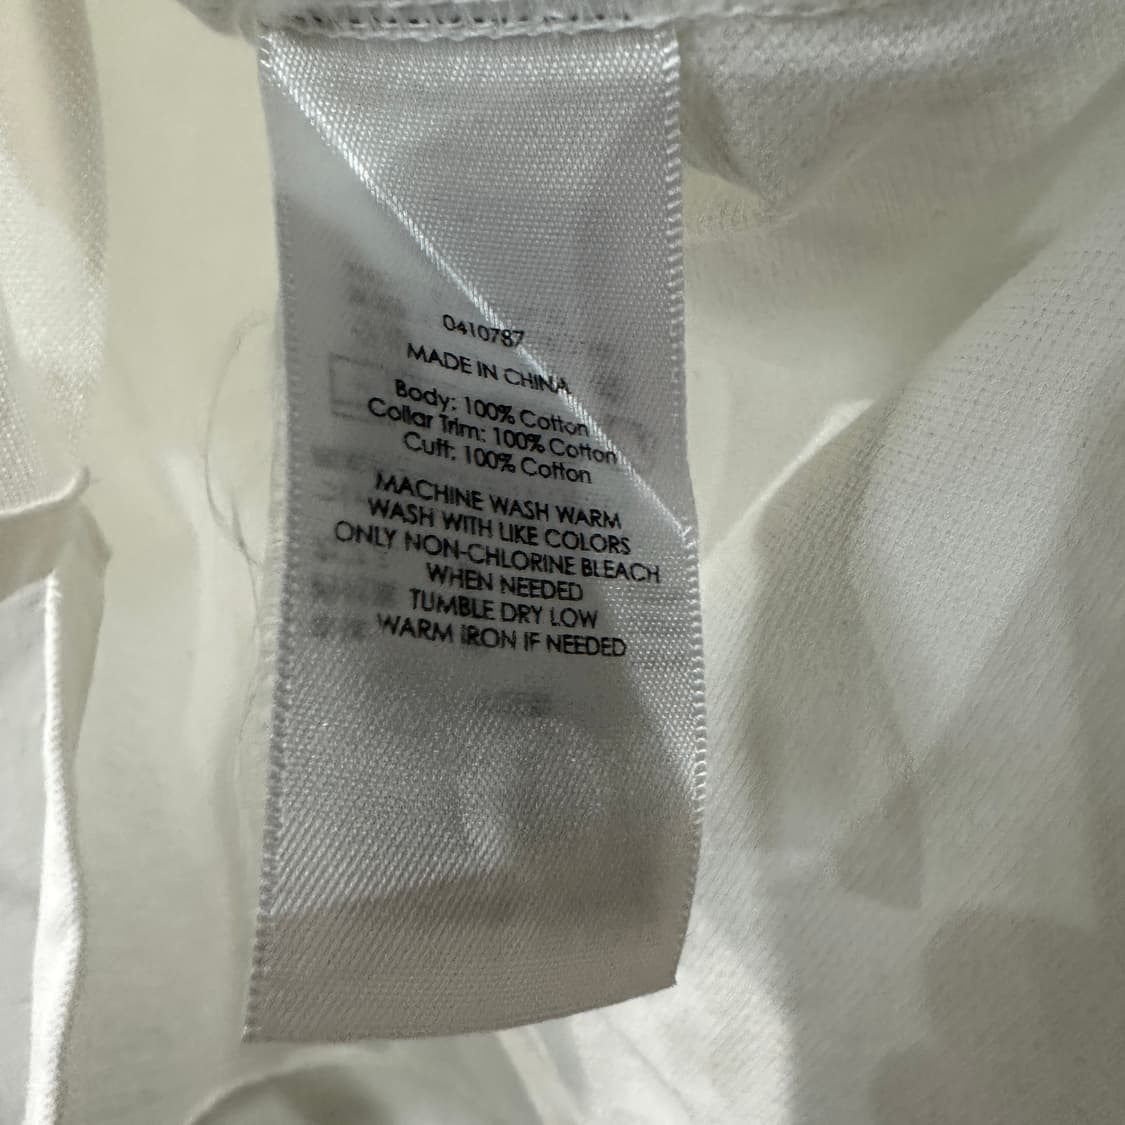 0410787
MADE IN CHINA
Body: 100% Cotton
Collar Trim: 100% Cotton
Cuff: 100% Cotton
MACHINE WASH WARM
WASH WITH LIKE COLORS
ONLY NON-CHLORINE BLEACH
WHEN NEEDED
TUMBLE DRY LOW
WARM IRON IF NEEDED